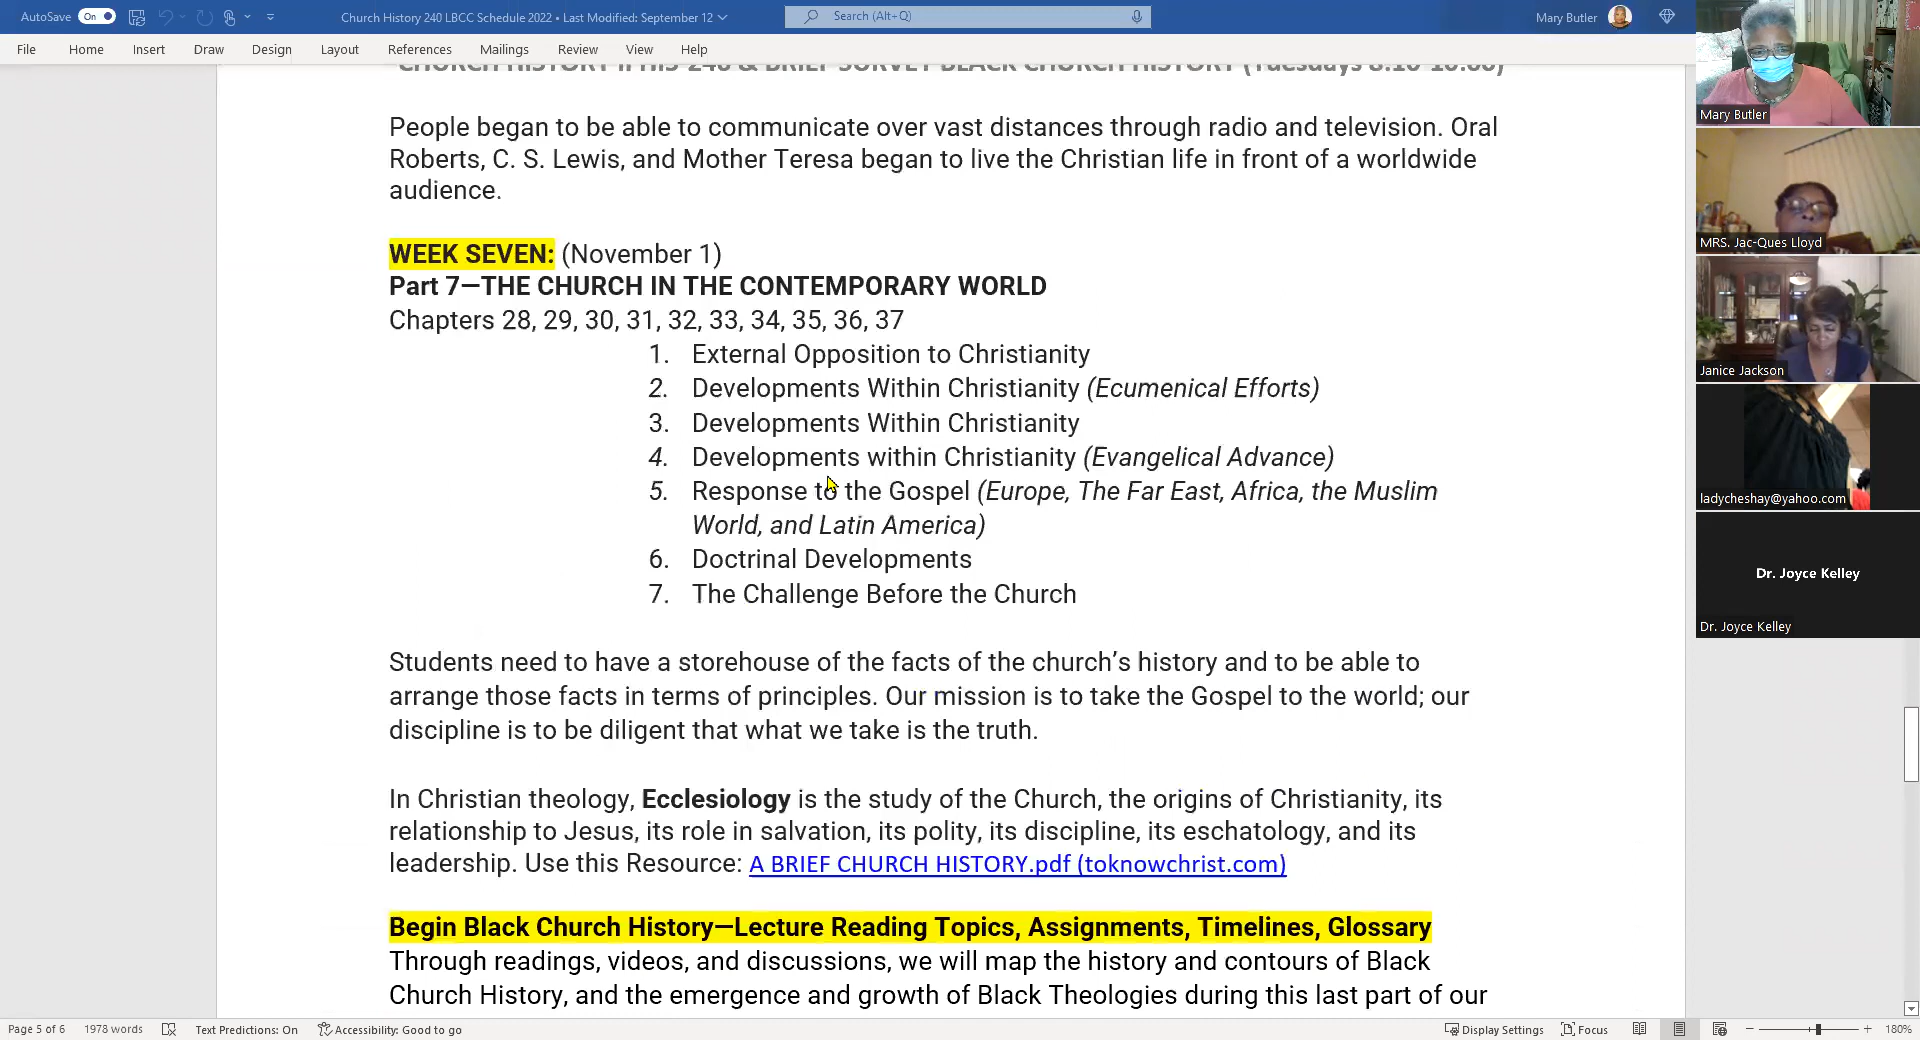 AutoSave On Church History 240 LBCC Schedule 2022 • Last Modified: September 12 Search (Alt+Q) Mary Butler
File Home Insert Draw Design Layout References Mailings Review View Help
CHURCH HISTORY II HIS-240 & BRIEF SURVEY BLACK CHURCH HISTORY (Tuesdays 8:10-10:00)
People began to be able to communicate over vast distances through radio and television. Oral
Roberts, C. S. Lewis, and Mother Teresa began to live the Christian life in front of a worldwide
audience.
WEEK SEVEN: (November 1)
Part 7—THE CHURCH IN THE CONTEMPORARY WORLD
Chapters 28, 29, 30, 31, 32, 33, 34, 35, 36, 37
1. External Opposition to Christianity
2. Developments Within Christianity (Ecumenical Efforts)
3. Developments Within Christianity
4. Developments within Christianity (Evangelical Advance)
5. Response to the Gospel (Europe, The Far East, Africa, the Muslim
World, and Latin America)
6. Doctrinal Developments
7. The Challenge Before the Church
Students need to have a storehouse of the facts of the church’s history and to be able to
arrange those facts in terms of principles. Our mission is to take the Gospel to the world; our
discipline is to be diligent that what we take is the truth.
In Christian theology, Ecclesiology is the study of the Church, the origins of Christianity, its
relationship to Jesus, its role in salvation, its polity, its discipline, its eschatology, and its
leadership. Use this Resource: A BRIEF CHURCH HISTORY.pdf (toknowchrist.com)
Begin Black Church History—Lecture Reading Topics, Assignments, Timelines, Glossary
Through readings, videos, and discussions, we will map the history and contours of Black
Church History, and the emergence and growth of Black Theologies during this last part of our
Page 5 of 6 1978 words Text Predictions: On Accessibility: Good to go Display Settings Focus 180%
Mary Butler
MRS. Jac-Ques Lloyd
Janice Jackson
ladycheshay@yahoo.com
Dr. Joyce Kelley
Dr. Joyce Kelley